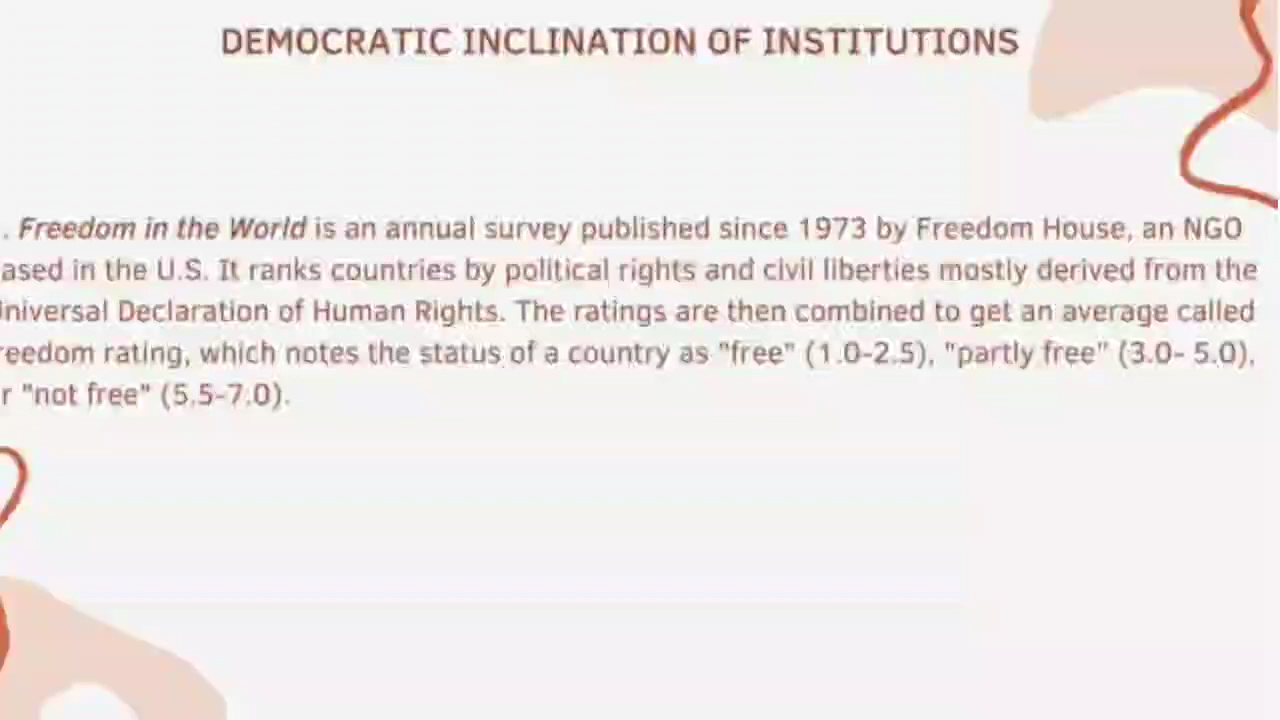 DEMOCRATIC INCLINATION OF INSTITUTIONS
. Freedom in the World is an annual survey published since 1973 by Freedom House, an NGO
ased in the U.S. It ranks countries by political rights and civil liberties mostly derived from the
niversal Declaration of Human Rights. The ratings are then combined to get an average called
reedom rating, which notes the status of a country as "free" (1.0-2.5), "partly free" (3.0- 5.0),
r "not free" (5.5-7.0).